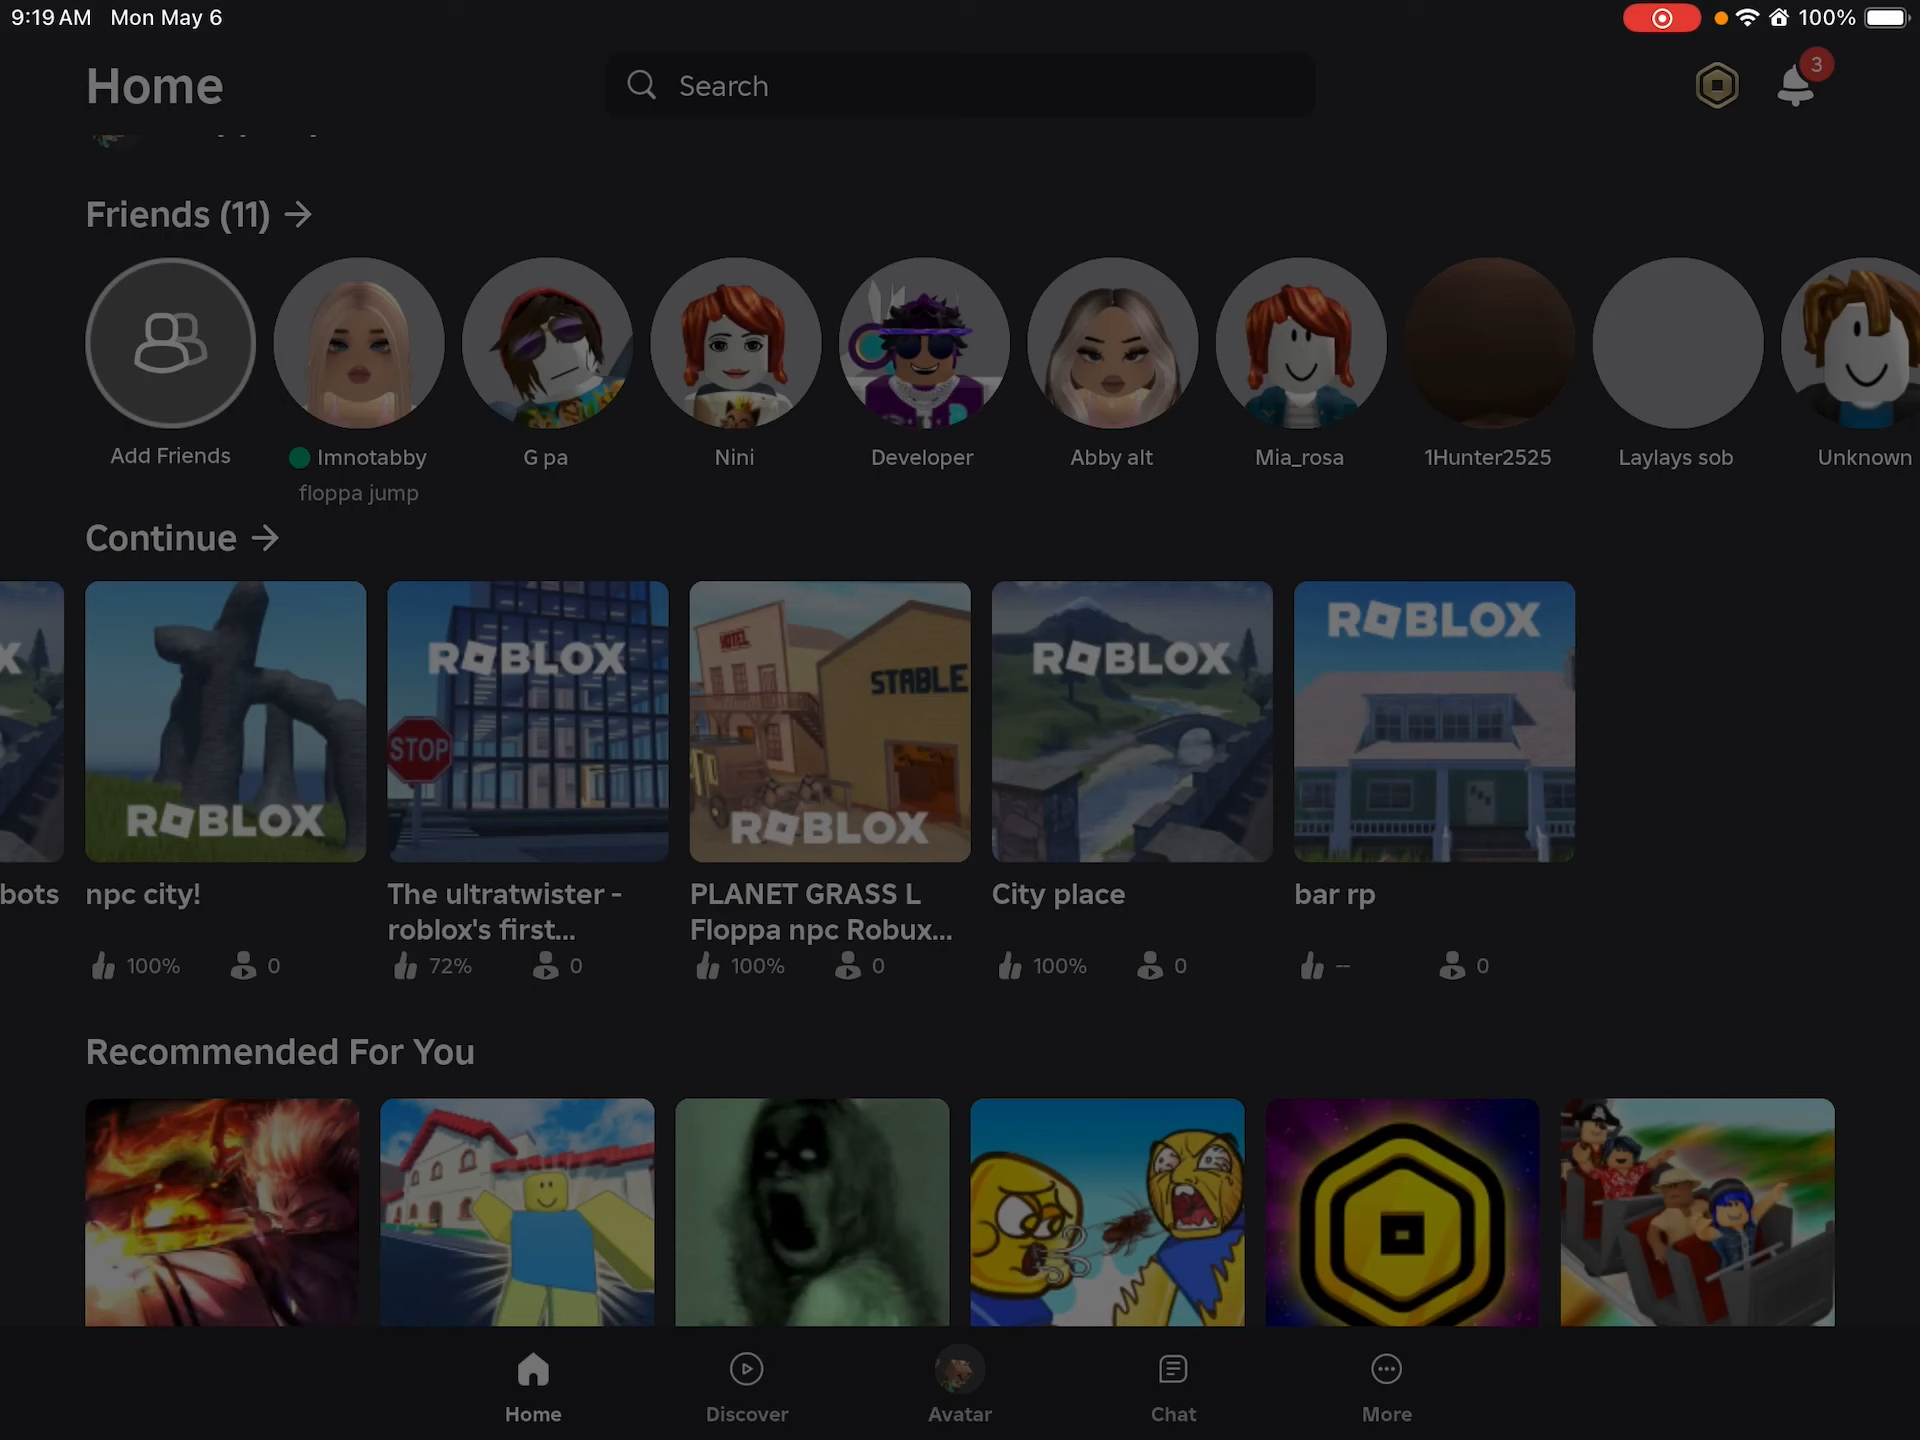 9:19 AM Mon May 6
100%
Home
Search
3
Friends (11)
Add Friends
Imnotabby
floppa jump
G pa
Nini
Developer
Abby alt
Mia_rosa
1Hunter2525
Laylays sob
Unknown
Continue
X
ROBLOX
ROBLOX
STOP
HOTEL
STABLE
ROBLOX
ROBLOX
ROBLOX
bots
npc city!
The ultratwister -
roblox's first...
PLANET GRASS L
Floppa npc Robux...
City place
bar rp
100% 0
72% 0
100% 0
100% 0
-- 0
Recommended For You
Home
Discover
Avatar
Chat
More